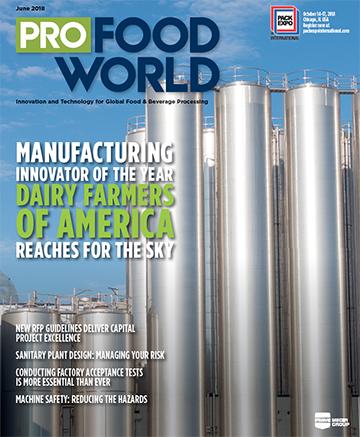 June 2018
PRO FOOD
WORLD
Innovation and Technology for Global Food & Beverage Processing
PACK
EXPO
INTERNATIONAL
October 14–17, 2018
Chicago, IL USA
Register now at
packexpointernational.com
MANUFACTURING
INNOVATOR OF THE YEAR
DAIRY FARMERS
OF AMERICA
REACHES FOR THE SKY
NEW RFP GUIDELINES DELIVER CAPITAL
PROJECT EXCELLENCE
SANITARY PLANT DESIGN: MANAGING YOUR RISK
CONDUCTING FACTORY ACCEPTANCE TESTS
IS MORE ESSENTIAL THAN EVER
MACHINE SAFETY: REDUCING THE HAZARDS
PMMI MEDIA
GROUP